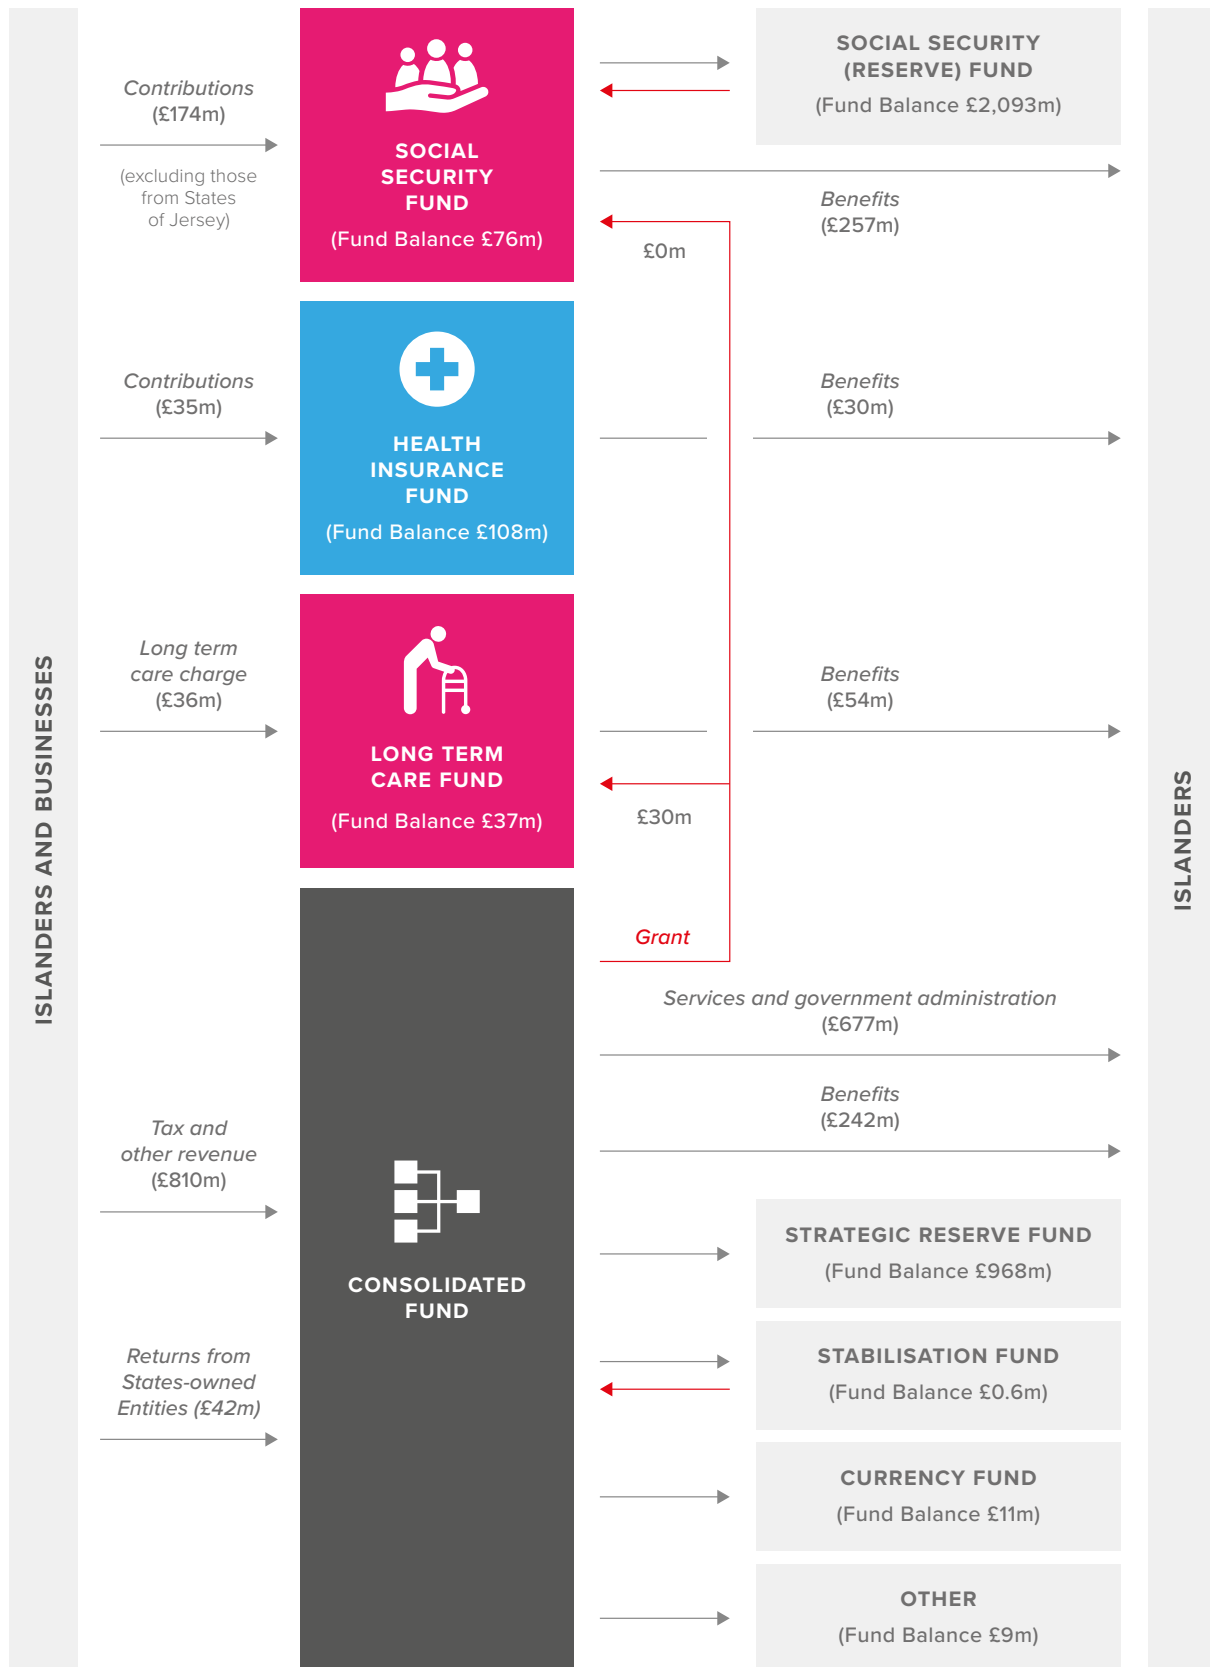 ISLANDERS AND BUSINESSES
Contributions
(£174m)
(excluding those
from States
of Jersey)
SOCIAL
SECURITY
FUND
(Fund Balance £76m)
SOCIAL SECURITY
(RESERVE) FUND
(Fund Balance £2,093m)
Benefits
(£257m)
£0m
Contributions
(£35m)
HEALTH
INSURANCE
FUND
(Fund Balance £108m)
Benefits
(£30m)
Long term
care charge
(£36m)
LONG TERM
CARE FUND
(Fund Balance £37m)
Benefits
(£54m)
£30m
Grant
Services and government administration
(£677m)
Benefits
(£242m)
Tax and
other revenue
(£810m)
CONSOLIDATED
FUND
Returns from
States-owned
Entities (£42m)
STRATEGIC RESERVE FUND
(Fund Balance £968m)
STABILISATION FUND
(Fund Balance £0.6m)
CURRENCY FUND
(Fund Balance £11m)
OTHER
(Fund Balance £9m)
ISLANDERS